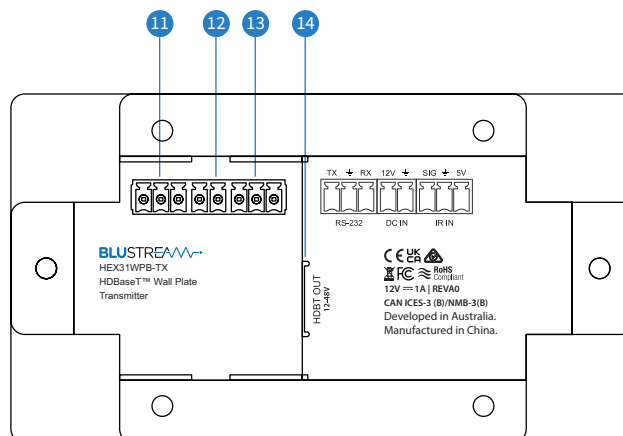 11 12 13 14
TX RX 12V SIG 5V
RS-232 DC IN IR IN
BLUSTREAM
HEX31WPB-TX
HDBaseT™ Wall Plate
Transmitter
HDBT OUT
12-48V
CE UK CA
FC RoHS Compliant
12V ⎓ 1A | REVA0
CAN ICES-3 (B)/NMB-3(B)
Developed in Australia.
Manufactured in China.